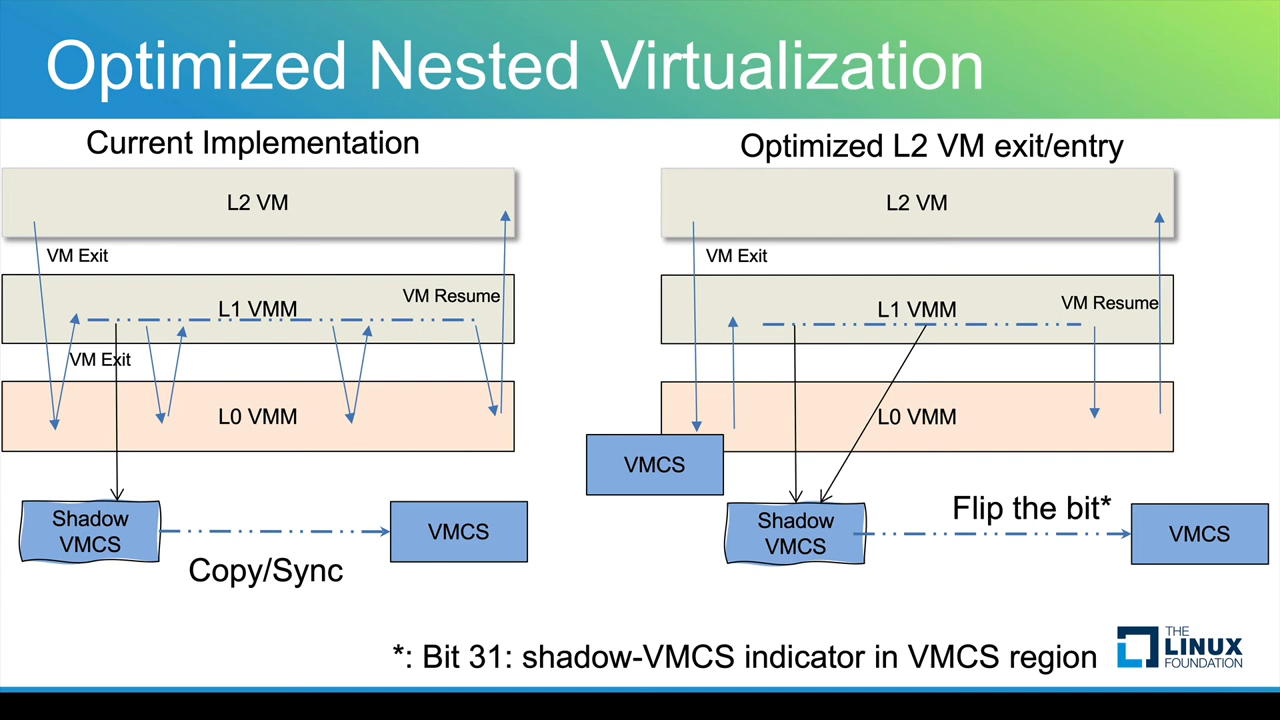 Optimized Nested Virtualization
Current Implementation
L2 VM
VM Exit
L1 VMM
VM Resume
VM Exit
L0 VMM
Shadow
VMCS
VMCS
Copy/Sync
Optimized L2 VM exit/entry
L2 VM
VM Exit
L1 VMM
VM Resume
L0 VMM
VMCS
Shadow
VMCS
Flip the bit*
VMCS
*: Bit 31: shadow-VMCS indicator in VMCS region
THE
LINUX
FOUNDATION